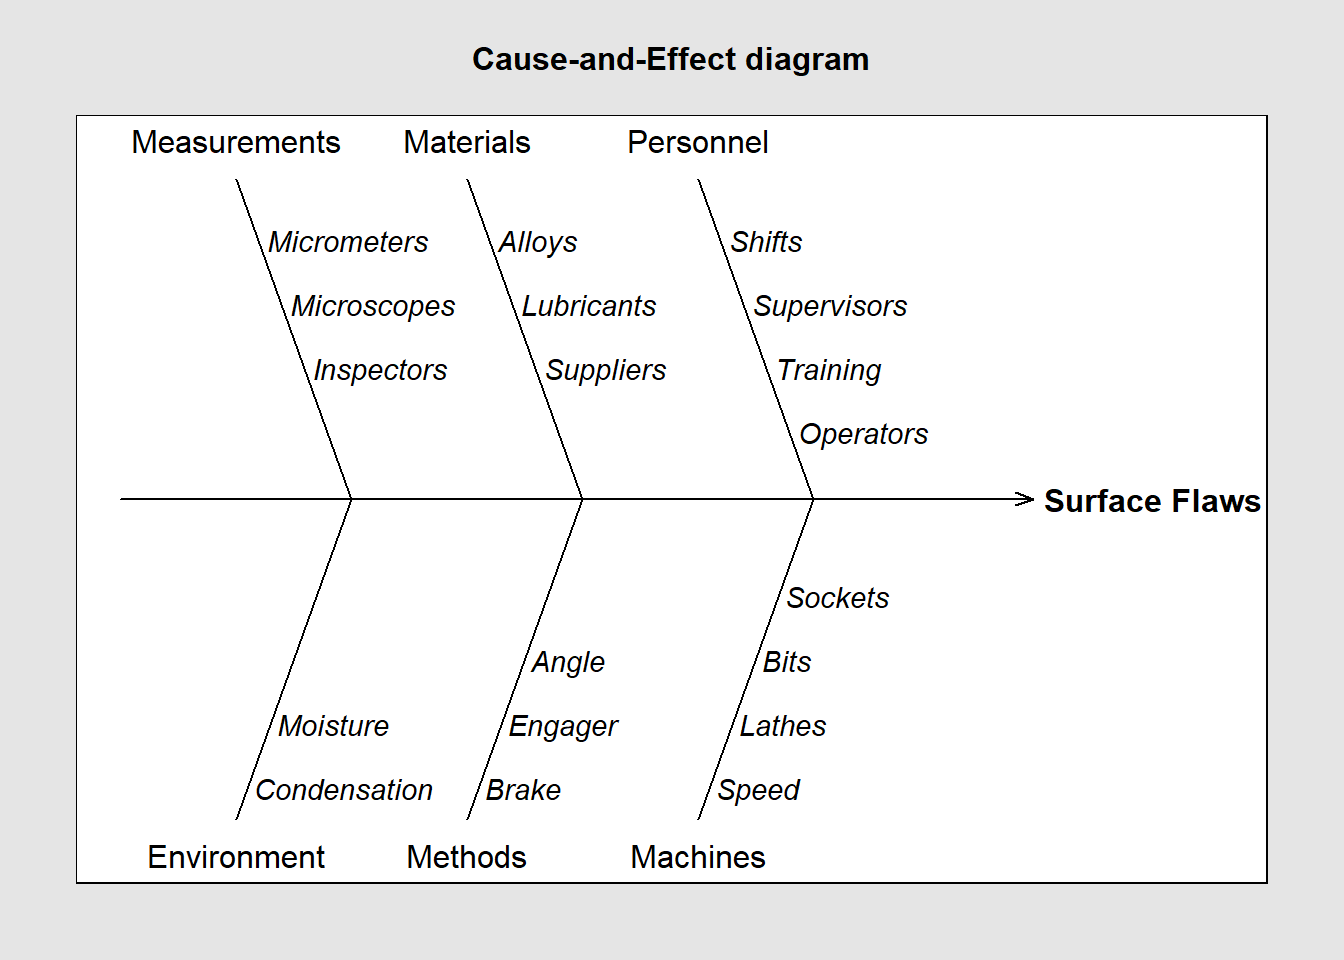 Cause-and-Effect diagram
Measurements
Materials
Personnel
Micrometers
Alloys
Shifts
Microscopes
Lubricants
Supervisors
Inspectors
Suppliers
Training
Operators
Surface Flaws
Sockets
Angle
Bits
Moisture
Engager
Lathes
Condensation
Brake
Speed
Environment
Methods
Machines